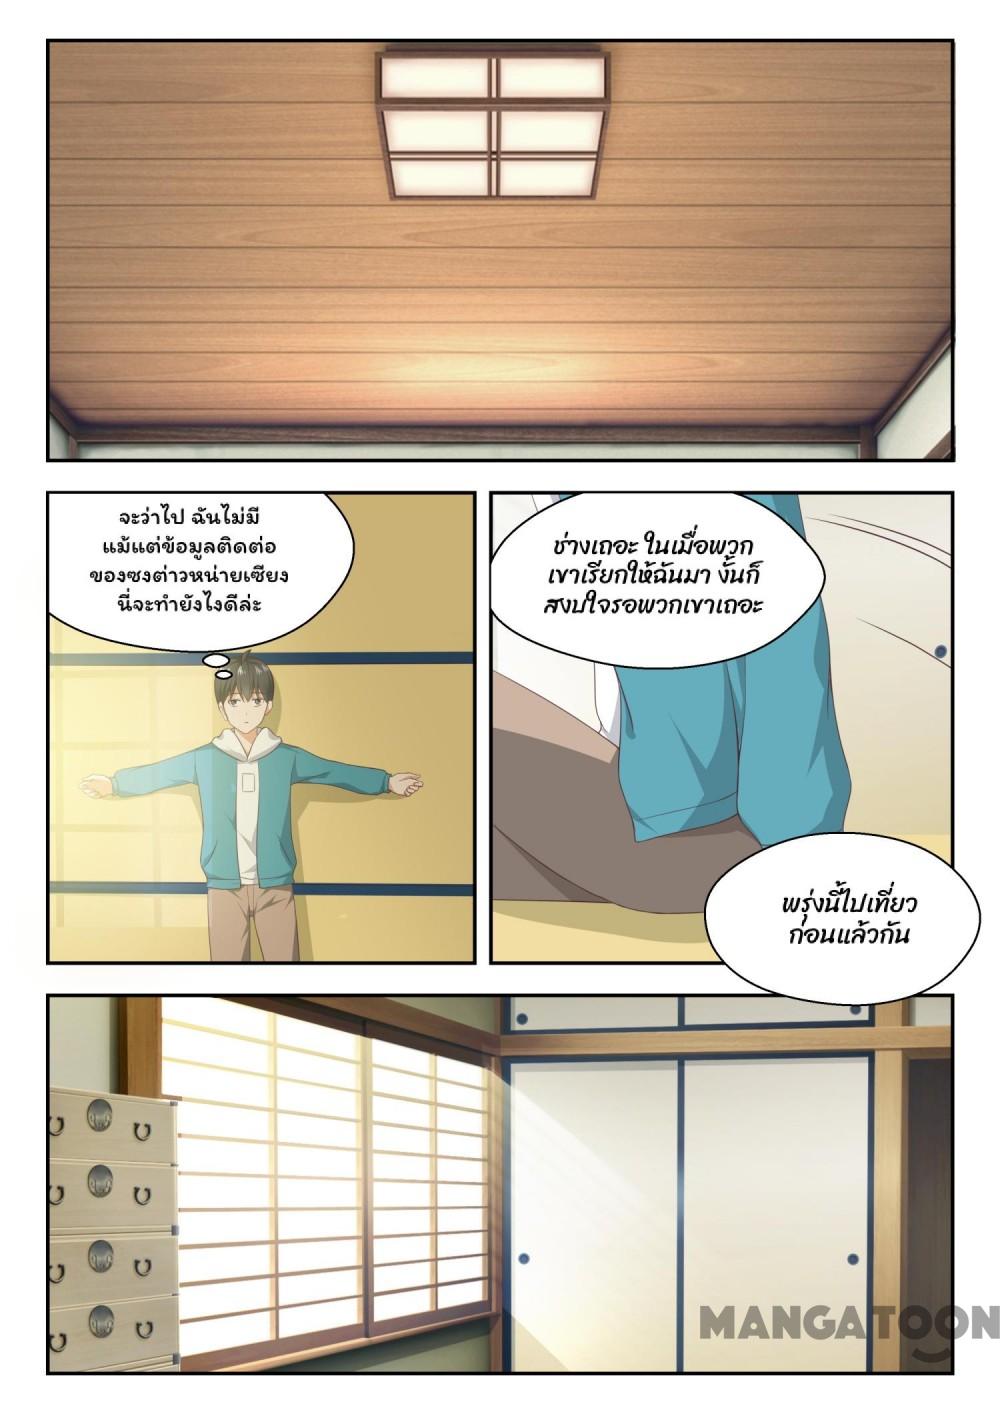 จะว่าไป ฉันไม่มี
แม้แต่ข้อมูลติดต่อ
ของซงต่าวหน่ายเซียง
นี่จะทำยังไงดีล่ะ
ช่างเถอะ ในเมื่อพวก
เขาเรียกให้ฉันมา งั้นก็
สงบใจรอพวกเขาเถอะ
พรุ่งนี้ไปเที่ยว
ก่อนแล้วกัน
MANGATOON